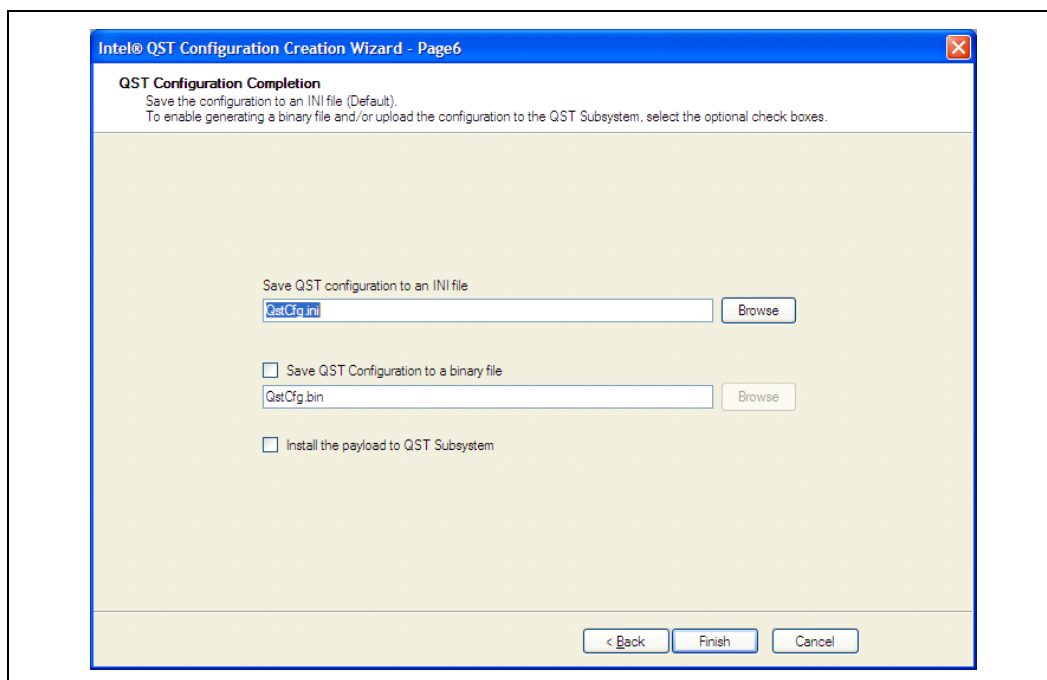 Intel® QST Configuration Creation Wizard - Page6
QST Configuration Completion
Save the configuration to an INI file (Default).
To enable generating a binary file and/or upload the configuration to the QST Subsystem, select the optional check boxes.
Save QST configuration to an INI file
QstCfg.ini
Browse
Save QST Configuration to a binary file
QstCfg.bin
Browse
Install the payload to QST Subsystem
< Back
Finish
Cancel